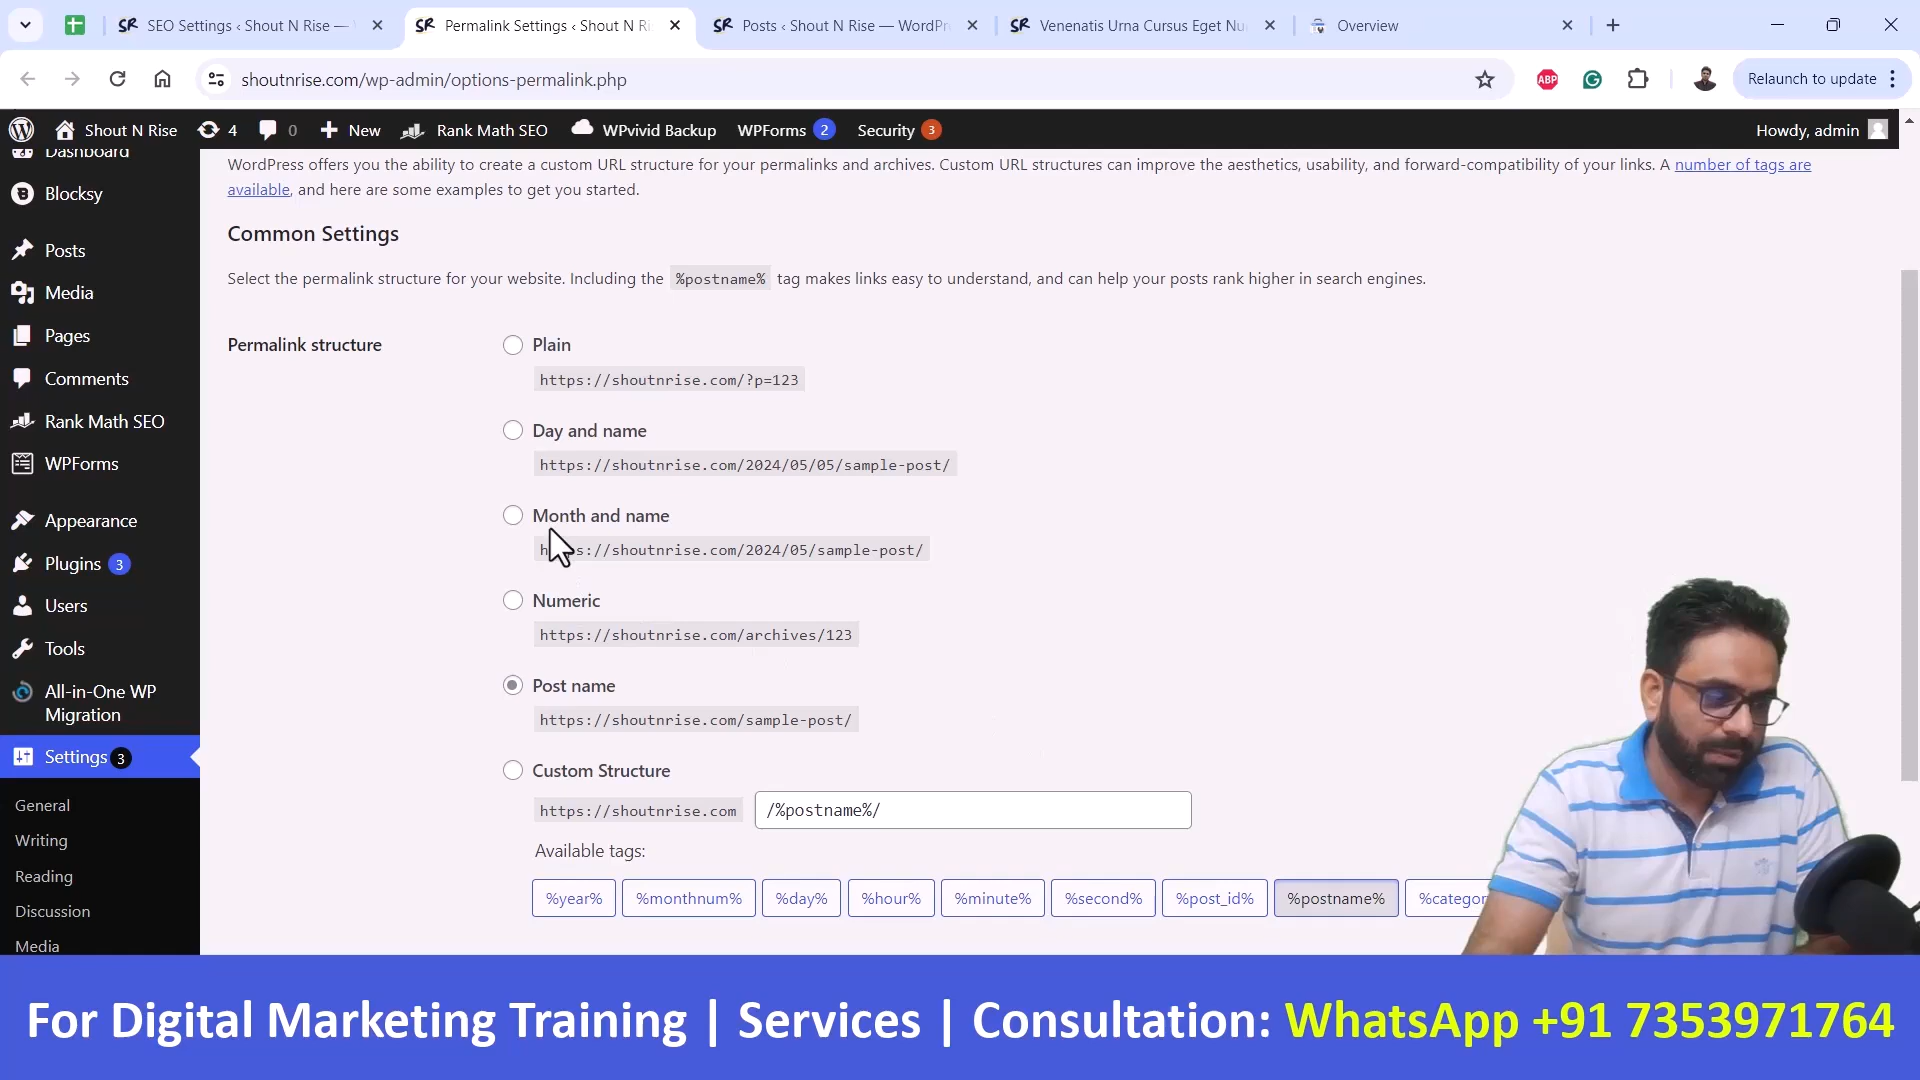 SEO Settings ‹ Shout N Rise —
Permalink Settings ‹ Shout N Ri
Posts ‹ Shout N Rise — WordPr
Venenatis Urna Cursus Eget Nu
Overview
shoutnrise.com/wp-admin/options-permalink.php
ABP
Relaunch to update
Shout N Rise
4
0
New
Rank Math SEO
WPvivid Backup
WPForms 2
Security 3
Howdy, admin
Dashboard
Blocksy
Posts
Media
Pages
Comments
Rank Math SEO
WPForms
Appearance
Plugins 3
Users
Tools
All-in-One WP
Migration
Settings 3
General
Writing
Reading
Discussion
Media
WordPress offers you the ability to create a custom URL structure for your permalinks and archives. Custom URL structures can improve the aesthetics, usability, and forward-compatibility of your links. A number of tags are
available, and here are some examples to get you started.
Common Settings
Select the permalink structure for your website. Including the %postname% tag makes links easy to understand, and can help your posts rank higher in search engines.
Permalink structure
Plain
https://shoutnrise.com/?p=123
Day and name
https://shoutnrise.com/2024/05/05/sample-post/
Month and name
https://shoutnrise.com/2024/05/sample-post/
Numeric
https://shoutnrise.com/archives/123
Post name
https://shoutnrise.com/sample-post/
Custom Structure
https://shoutnrise.com /%postname%/
Available tags:
%year% %monthnum% %day% %hour% %minute% %second% %post_id% %postname% %categor
For Digital Marketing Training | Services | Consultation: WhatsApp +91 7353971764